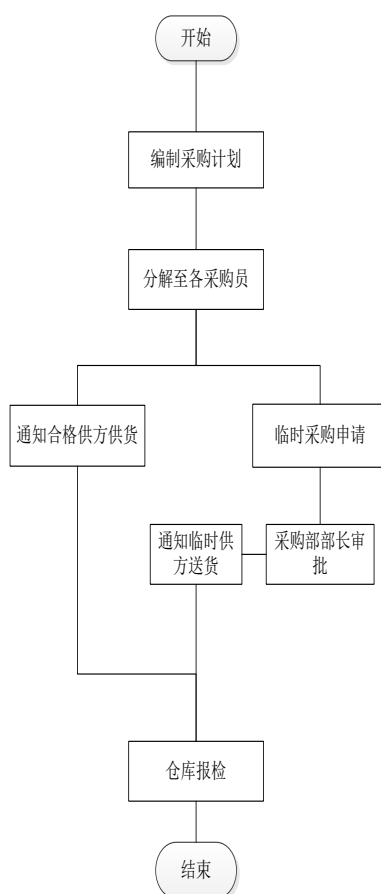 开始
编制采购计划
分解至各采购员
通知合格供方供货
临时采购申请
通知临时供
方送货
采购部部长审
批
仓库报检
结束